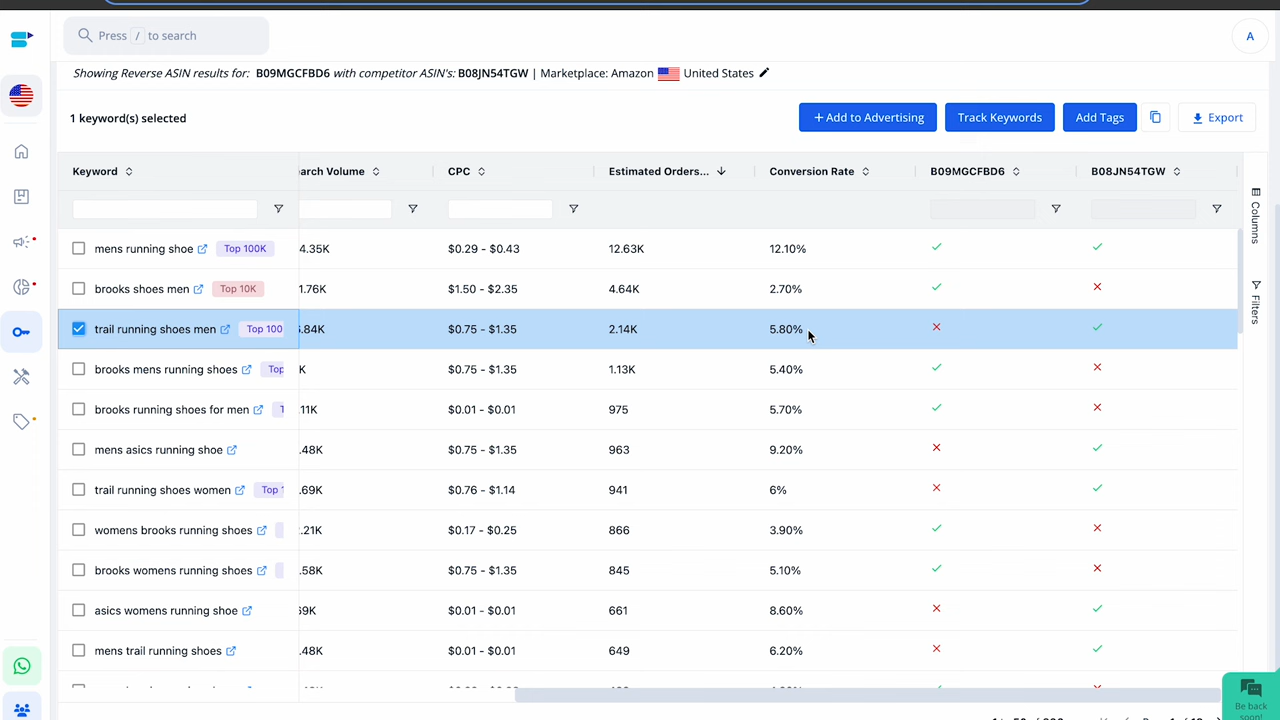 Press / to search
A
Showing Reverse ASIN results for: B09MGCFBD6 with competitor ASIN's: B08JN54TGW | Marketplace: Amazon United States
1 keyword(s) selected
+ Add to Advertising Track Keywords Add Tags Export
Keyword arch Volume CPC Estimated Orders... Conversion Rate B09MGCFBD6 B08JN54TGW
Columns
Filters
mens running shoe Top 100K 4.35K $0.29 - $0.43 12.63K 12.10%
brooks shoes men Top 10K 1.76K $1.50 - $2.35 4.64K 2.70%
trail running shoes men Top 100 .84K $0.75 - $1.35 2.14K 5.80%
brooks mens running shoes Top K $0.75 - $1.35 1.13K 5.40%
brooks running shoes for men T .11K $0.01 - $0.01 975 5.70%
mens asics running shoe .48K $0.75 - $1.35 963 9.20%
trail running shoes women Top 1 .69K $0.76 - $1.14 941 6%
womens brooks running shoes .21K $0.17 - $0.25 866 3.90%
brooks womens running shoes .58K $0.75 - $1.35 845 5.10%
asics womens running shoe 69K $0.01 - $0.01 661 8.60%
mens trail running shoes .48K $0.01 - $0.01 649 6.20%
Be back
soon!